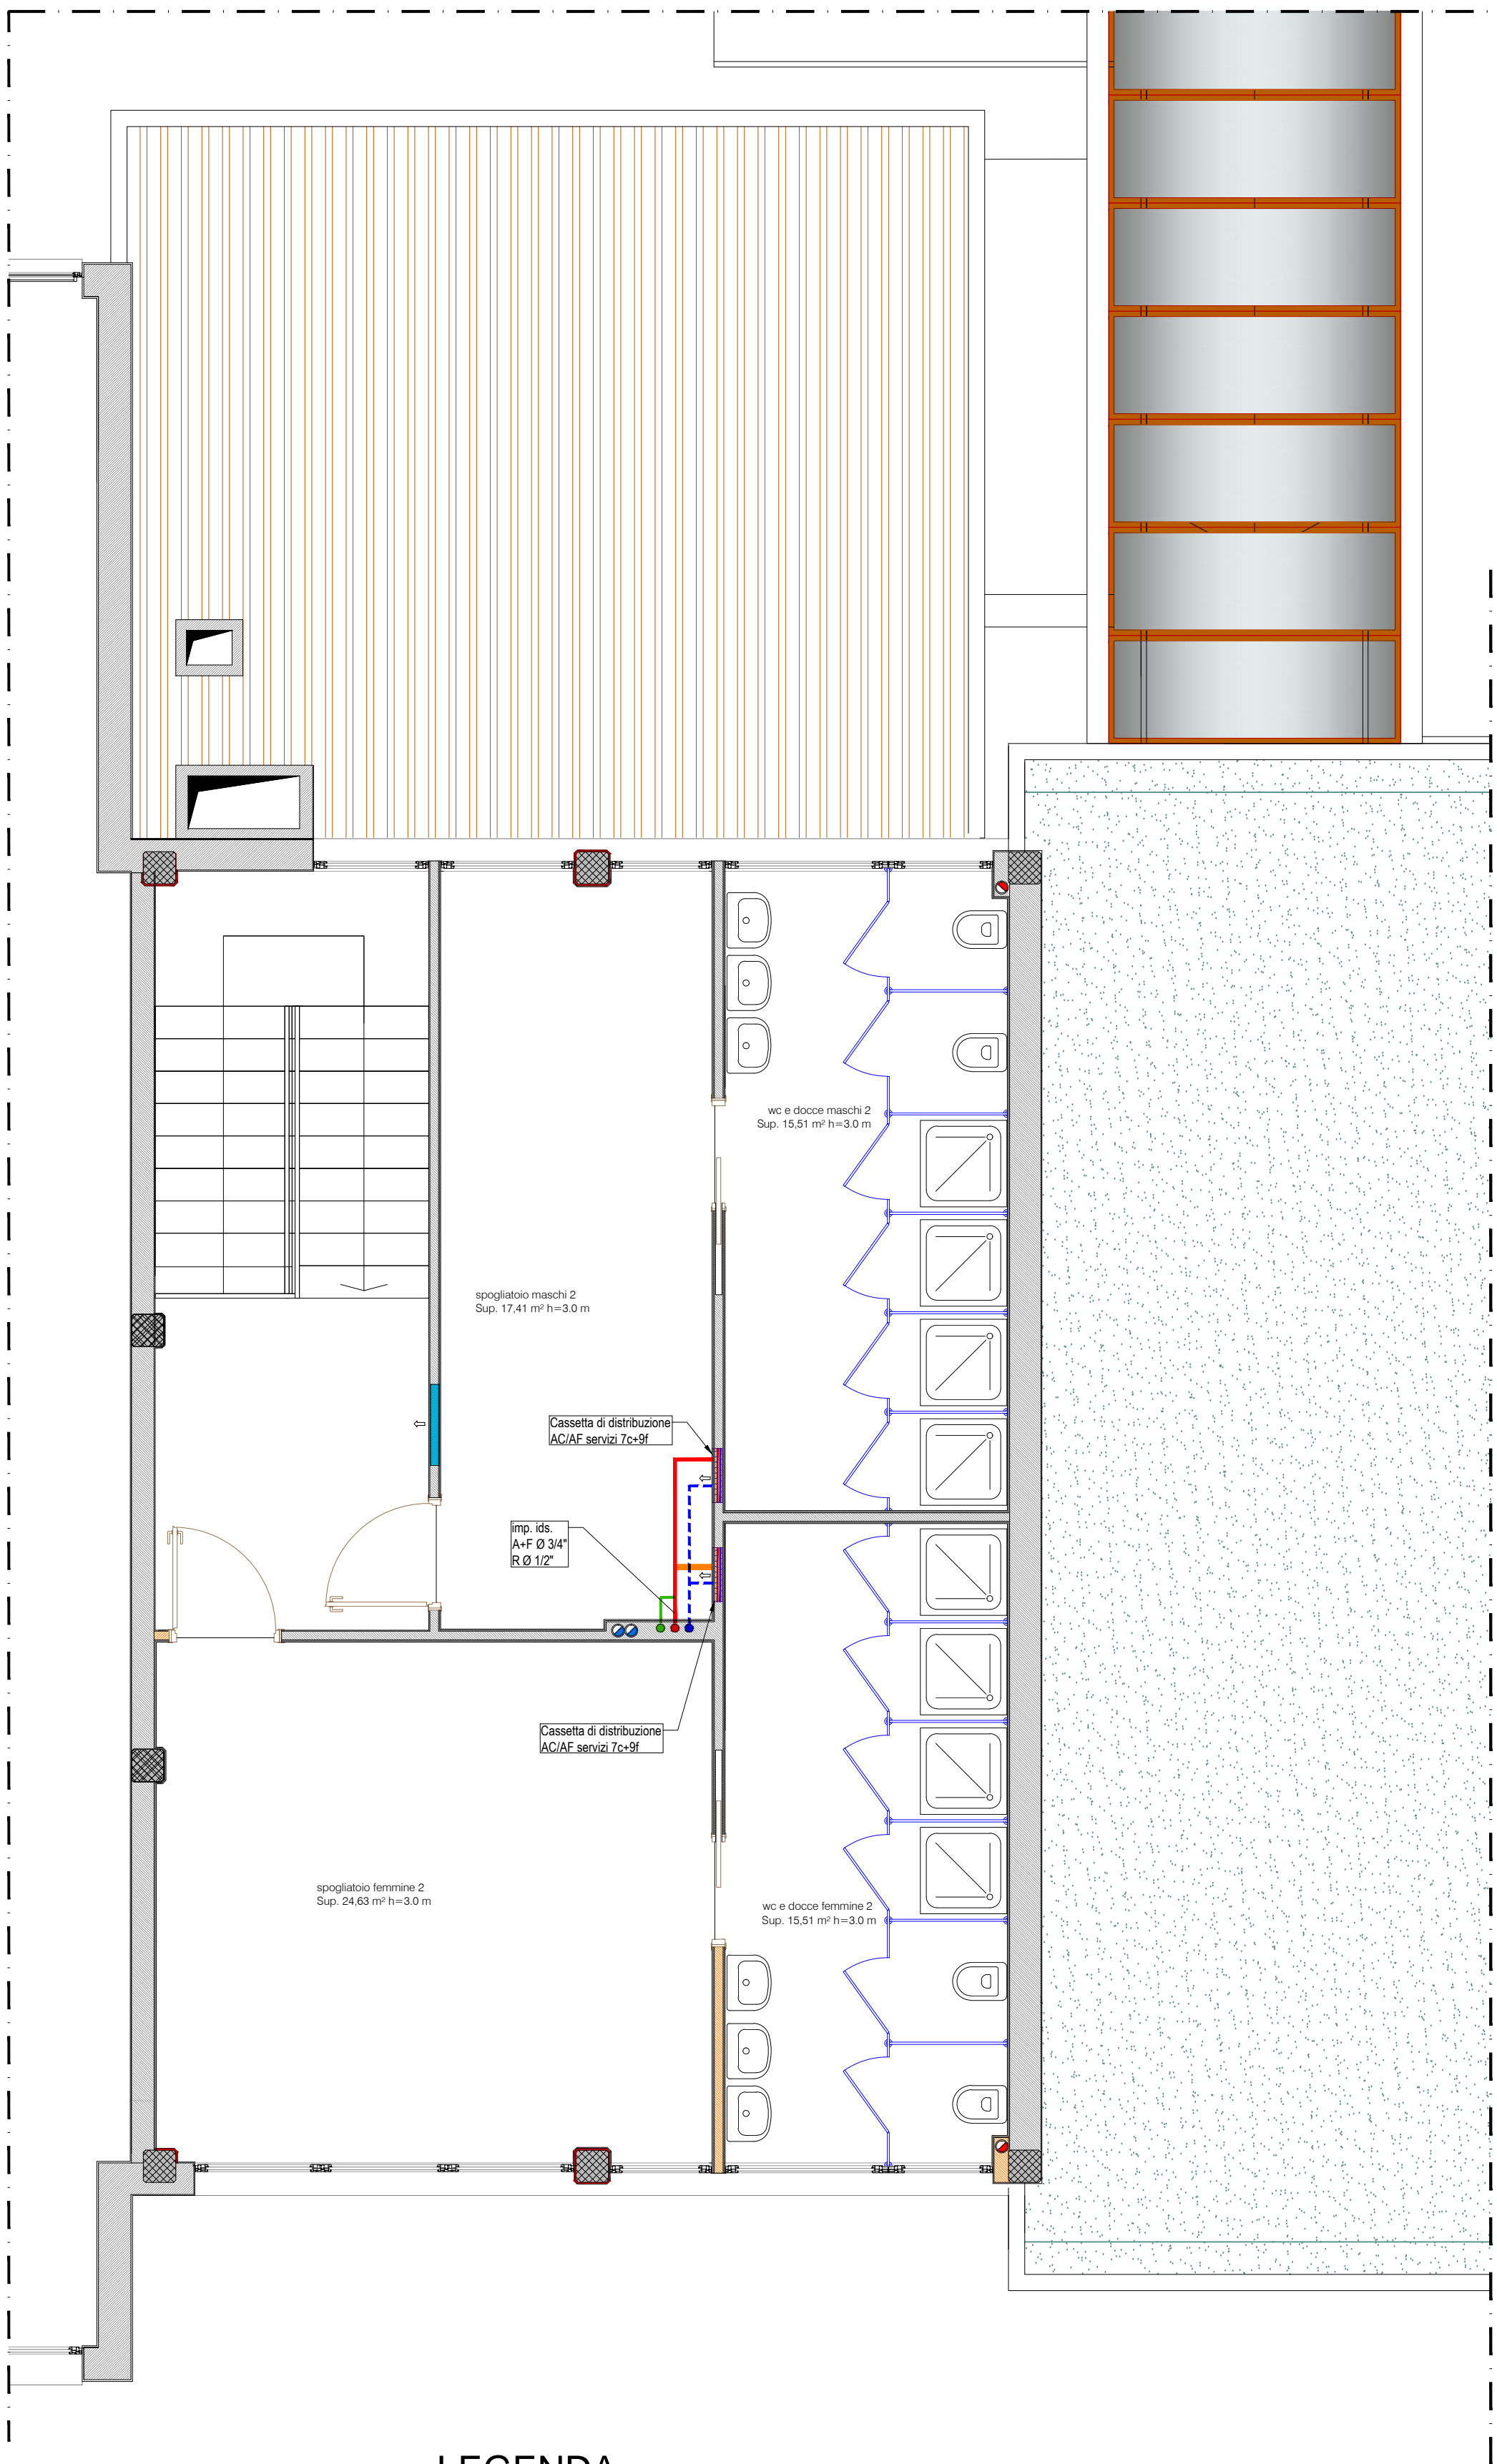 wc e docce maschi 2
Sup. 15,51 m² h=3.0 m
spogliatoio maschi 2
Sup. 17,41 m² h=3.0 m
Cassetta di distribuzione
AC/AF servizi 7c+9f
imp. ids.
A+F Ø 3/4"
R Ø 1/2"
Cassetta di distribuzione
AC/AF servizi 7c+9f
spogliatoio femmine 2
Sup. 24,63 m² h=3.0 m
wc e docce femmine 2
Sup. 15,51 m² h=3.0 m
LEGENDA